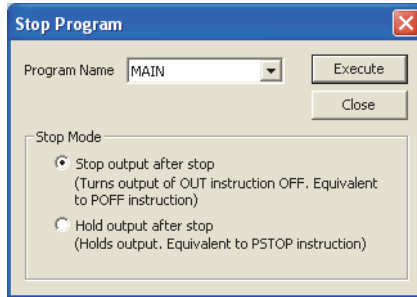 Stop Program
Program Name MAIN Execute
Close
Stop Mode
Stop output after stop
(Turns output of OUT instruction OFF. Equivalent
to POFF instruction)
Hold output after stop
(Holds output. Equivalent to PSTOP instruction)